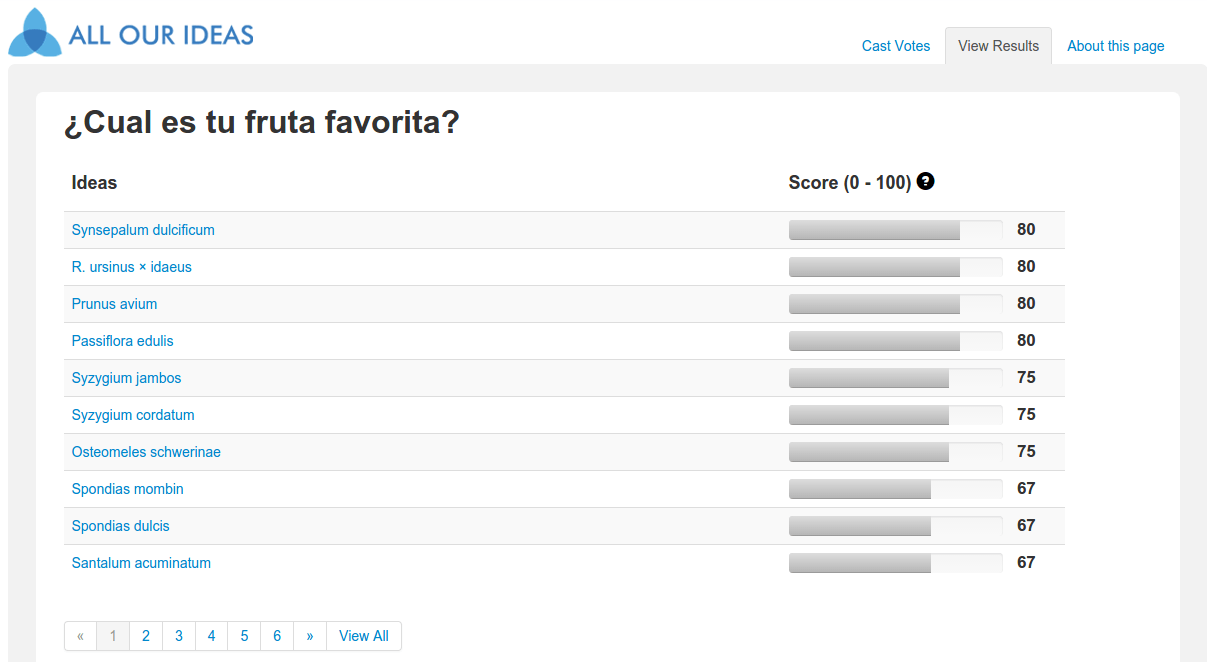 ALL OUR IDEAS
Cast Votes View Results About this page
¿Cual es tu fruta favorita?
Ideas Score (0 - 100) ?
Synsepalum dulcificum 80
R. ursinus × idaeus 80
Prunus avium 80
Passiflora edulis 80
Syzygium jambos 75
Syzygium cordatum 75
Osteomeles schwerinae 75
Spondias mombin 67
Spondias dulcis 67
Santalum acuminatum 67
« 1 2 3 4 5 6 » View All